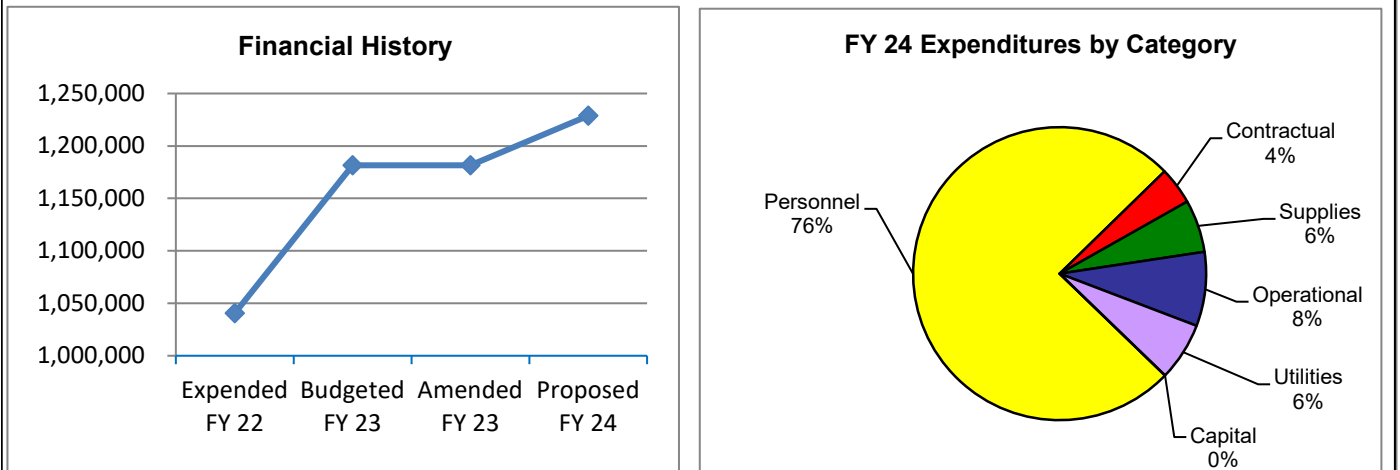 Financial History
1,250,000
1,200,000
1,150,000
1,100,000
1,050,000
1,000,000
Expended Budgeted Amended Proposed
FY 22 FY 23 FY 23 FY 24
FY 24 Expenditures by Category
Contractual
4%
Supplies
6%
Personnel
76%
Operational
8%
Utilities
6%
Capital
0%